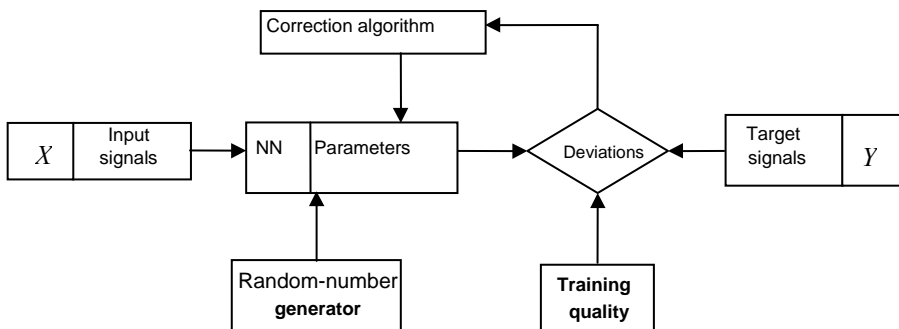 Correction algorithm
X
Input
signals
NN
Parameters
Deviations
Target
signals
Y
Random-number
generator
Training
quality